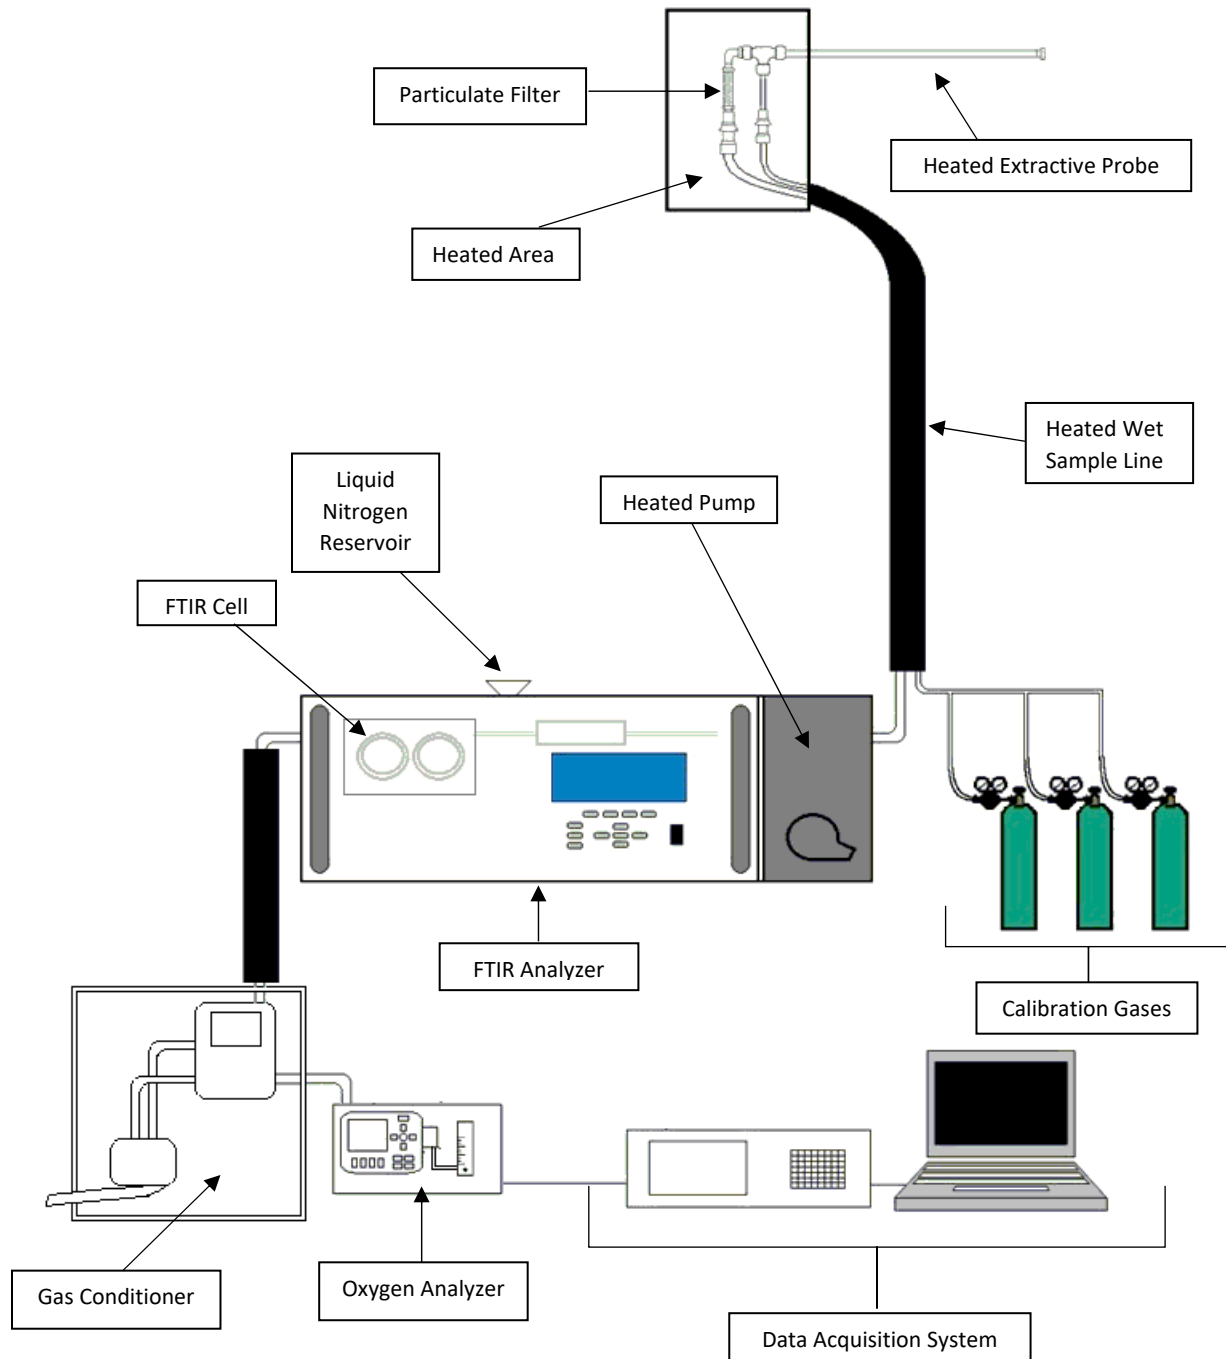 Particulate Filter
Heated Extractive Probe
Heated Area
Heated Wet
Sample Line
Liquid
Nitrogen
Reservoir
Heated Pump
FTIR Cell
FTIR Analyzer
Calibration Gases
Gas Conditioner
Oxygen Analyzer
Data Acquisition System